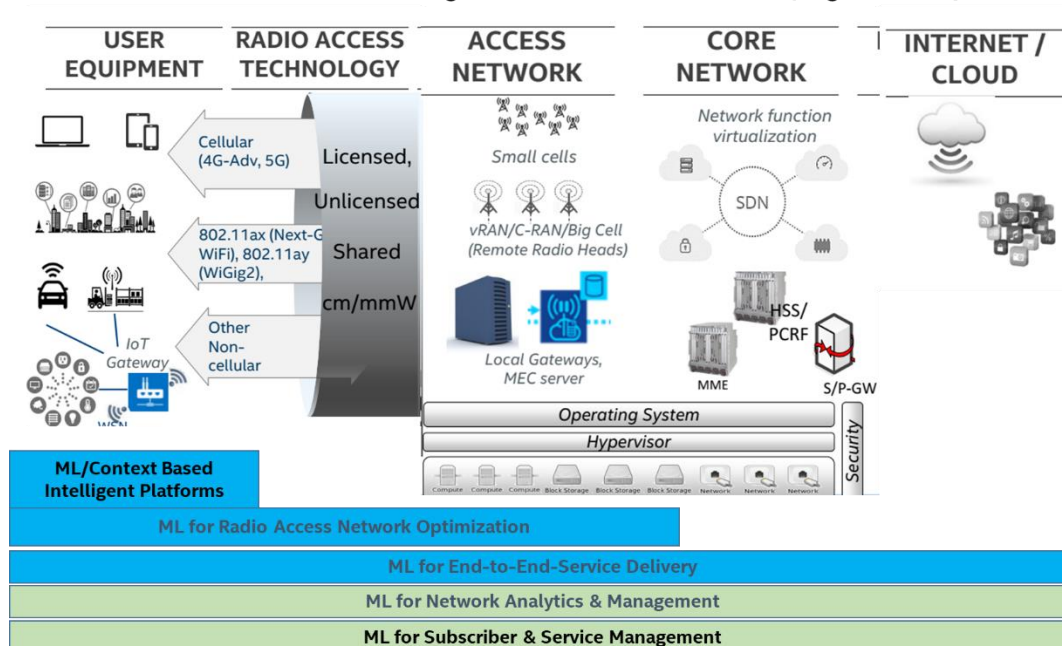 USER
EQUIPMENT
RADIO ACCESS
TECHNOLOGY
ACCESS
NETWORK
CORE
NETWORK
INTERNET /
CLOUD
Cellular
(4G-Adv, 5G)
802.11ax (Next-G
WiFi), 802.11ay
(WiGig2),
Other
Non-
cellular
IoT
Gateway
WSN
Licensed,
Unlicensed
Shared
cm/mmW
Small cells
vRAN/C-RAN/Big Cell
(Remote Radio Heads)
Local Gateways,
MEC server
Network function
virtualization
SDN
HSS/
PCRF
MME
S/P-GW
Operating System
Hypervisor
Compute Compute Compute Block Storage Block Storage Block Storage Network Network Network
Security
ML/Context Based
Intelligent Platforms
ML for Radio Access Network Optimization
ML for End-to-End-Service Delivery
ML for Network Analytics & Management
ML for Subscriber & Service Management